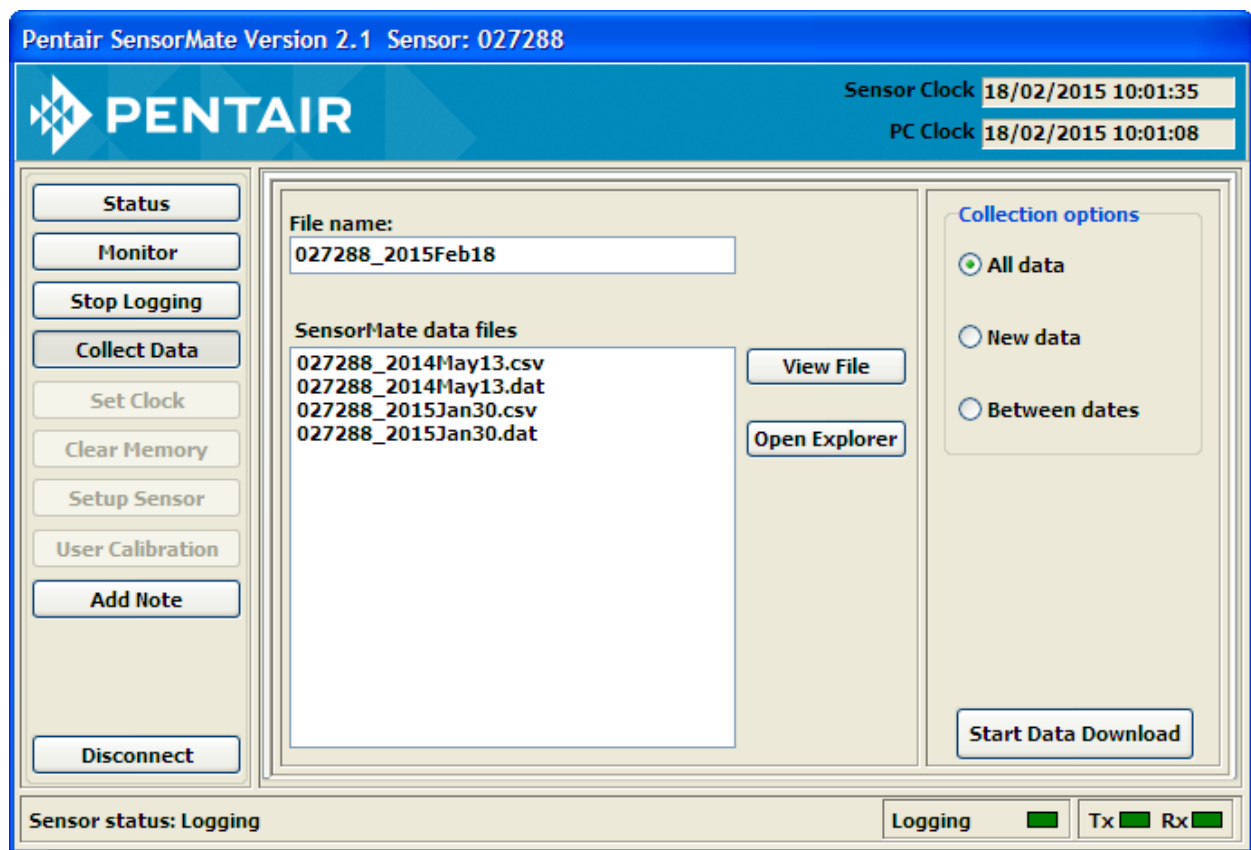 Pentair SensorMate Version 2.1 Sensor: 027288
PENTAIR
Sensor Clock 18/02/2015 10:01:35
PC Clock 18/02/2015 10:01:08
Status
Monitor
Stop Logging
Collect Data
Set Clock
Clear Memory
Setup Sensor
User Calibration
Add Note
Disconnect
File name:
027288_2015Feb18
SensorMate data files
027288_2014May13.csv
027288_2014May13.dat
027288_2015Jan30.csv
027288_2015Jan30.dat
View File
Open Explorer
Collection options
All data
New data
Between dates
Start Data Download
Sensor status: Logging
Logging
Tx Rx